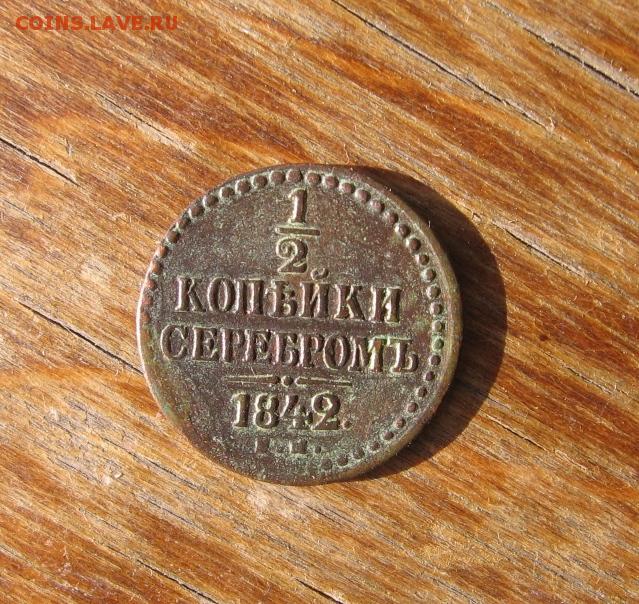 COINS.LAVE.RU
1
2
КОПѢЙКИ
СЕРЕБРОМЪ
1842.